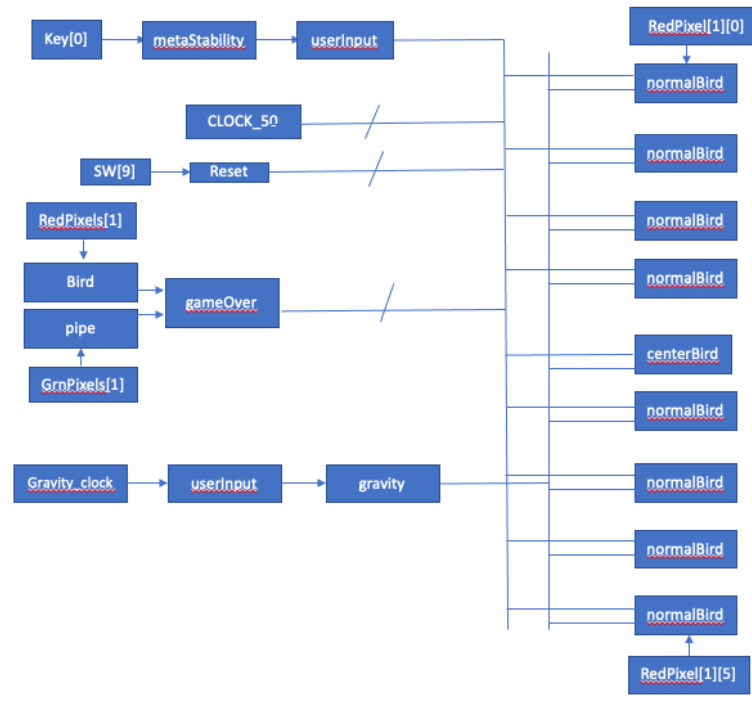 Key[0]
metaStability
userInput
RedPixel[1][0]
normalBird
CLOCK_50
normalBird
SW[9]
Reset
RedPixels[1]
normalBird
Bird
normalBird
gameOver
pipe
centerBird
GrnPixels[1]
normalBird
Gravity_clock
userInput
gravity
normalBird
normalBird
normalBird
RedPixel[1][5]